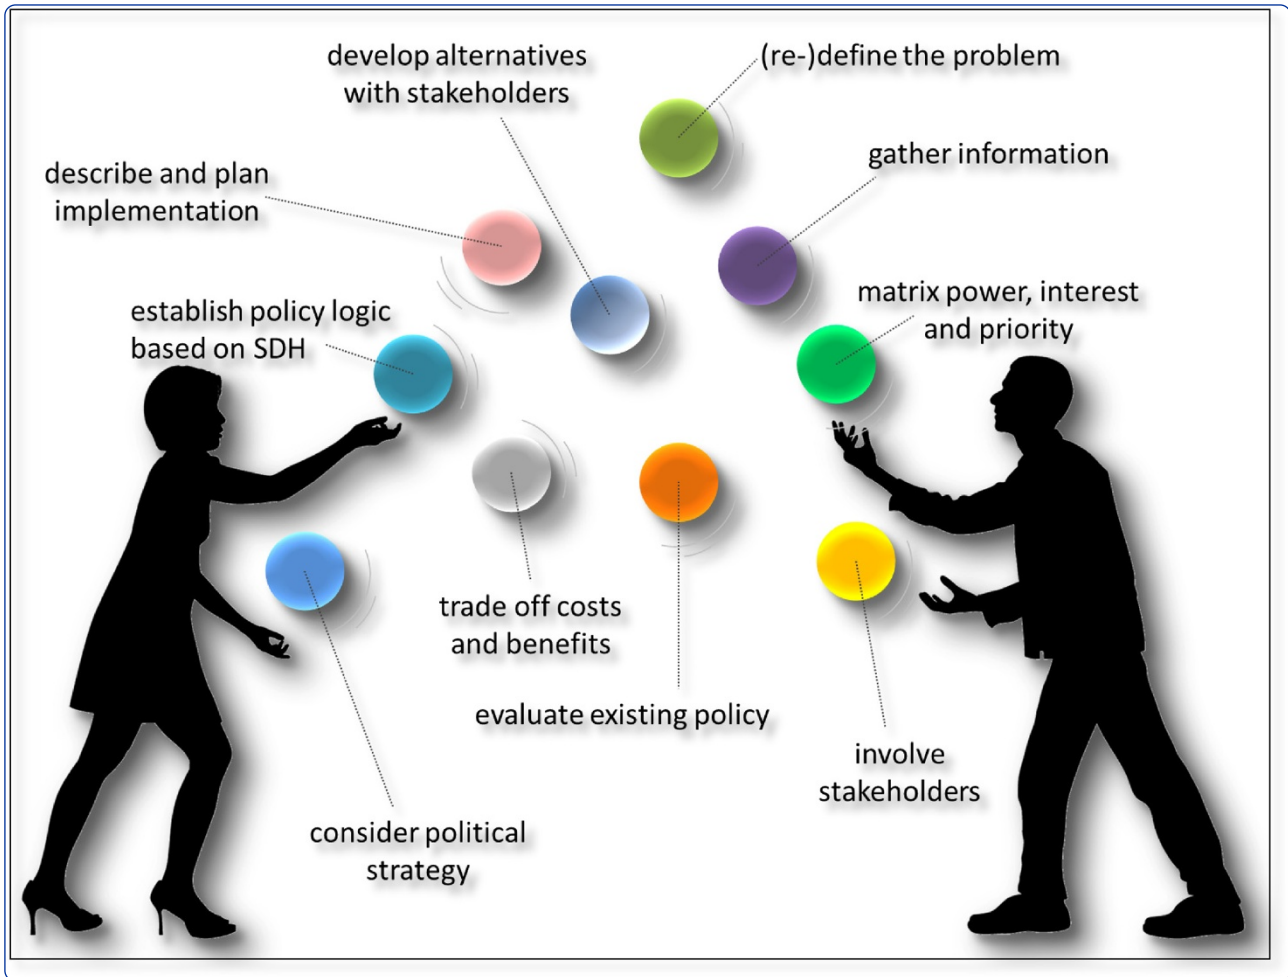 develop alternatives
with stakeholders
(re-)define the problem
gather information
describe and plan
implementation
matrix power, interest
and priority
establish policy logic
based on SDH
trade off costs
and benefits
evaluate existing policy
involve
stakeholders
consider political
strategy